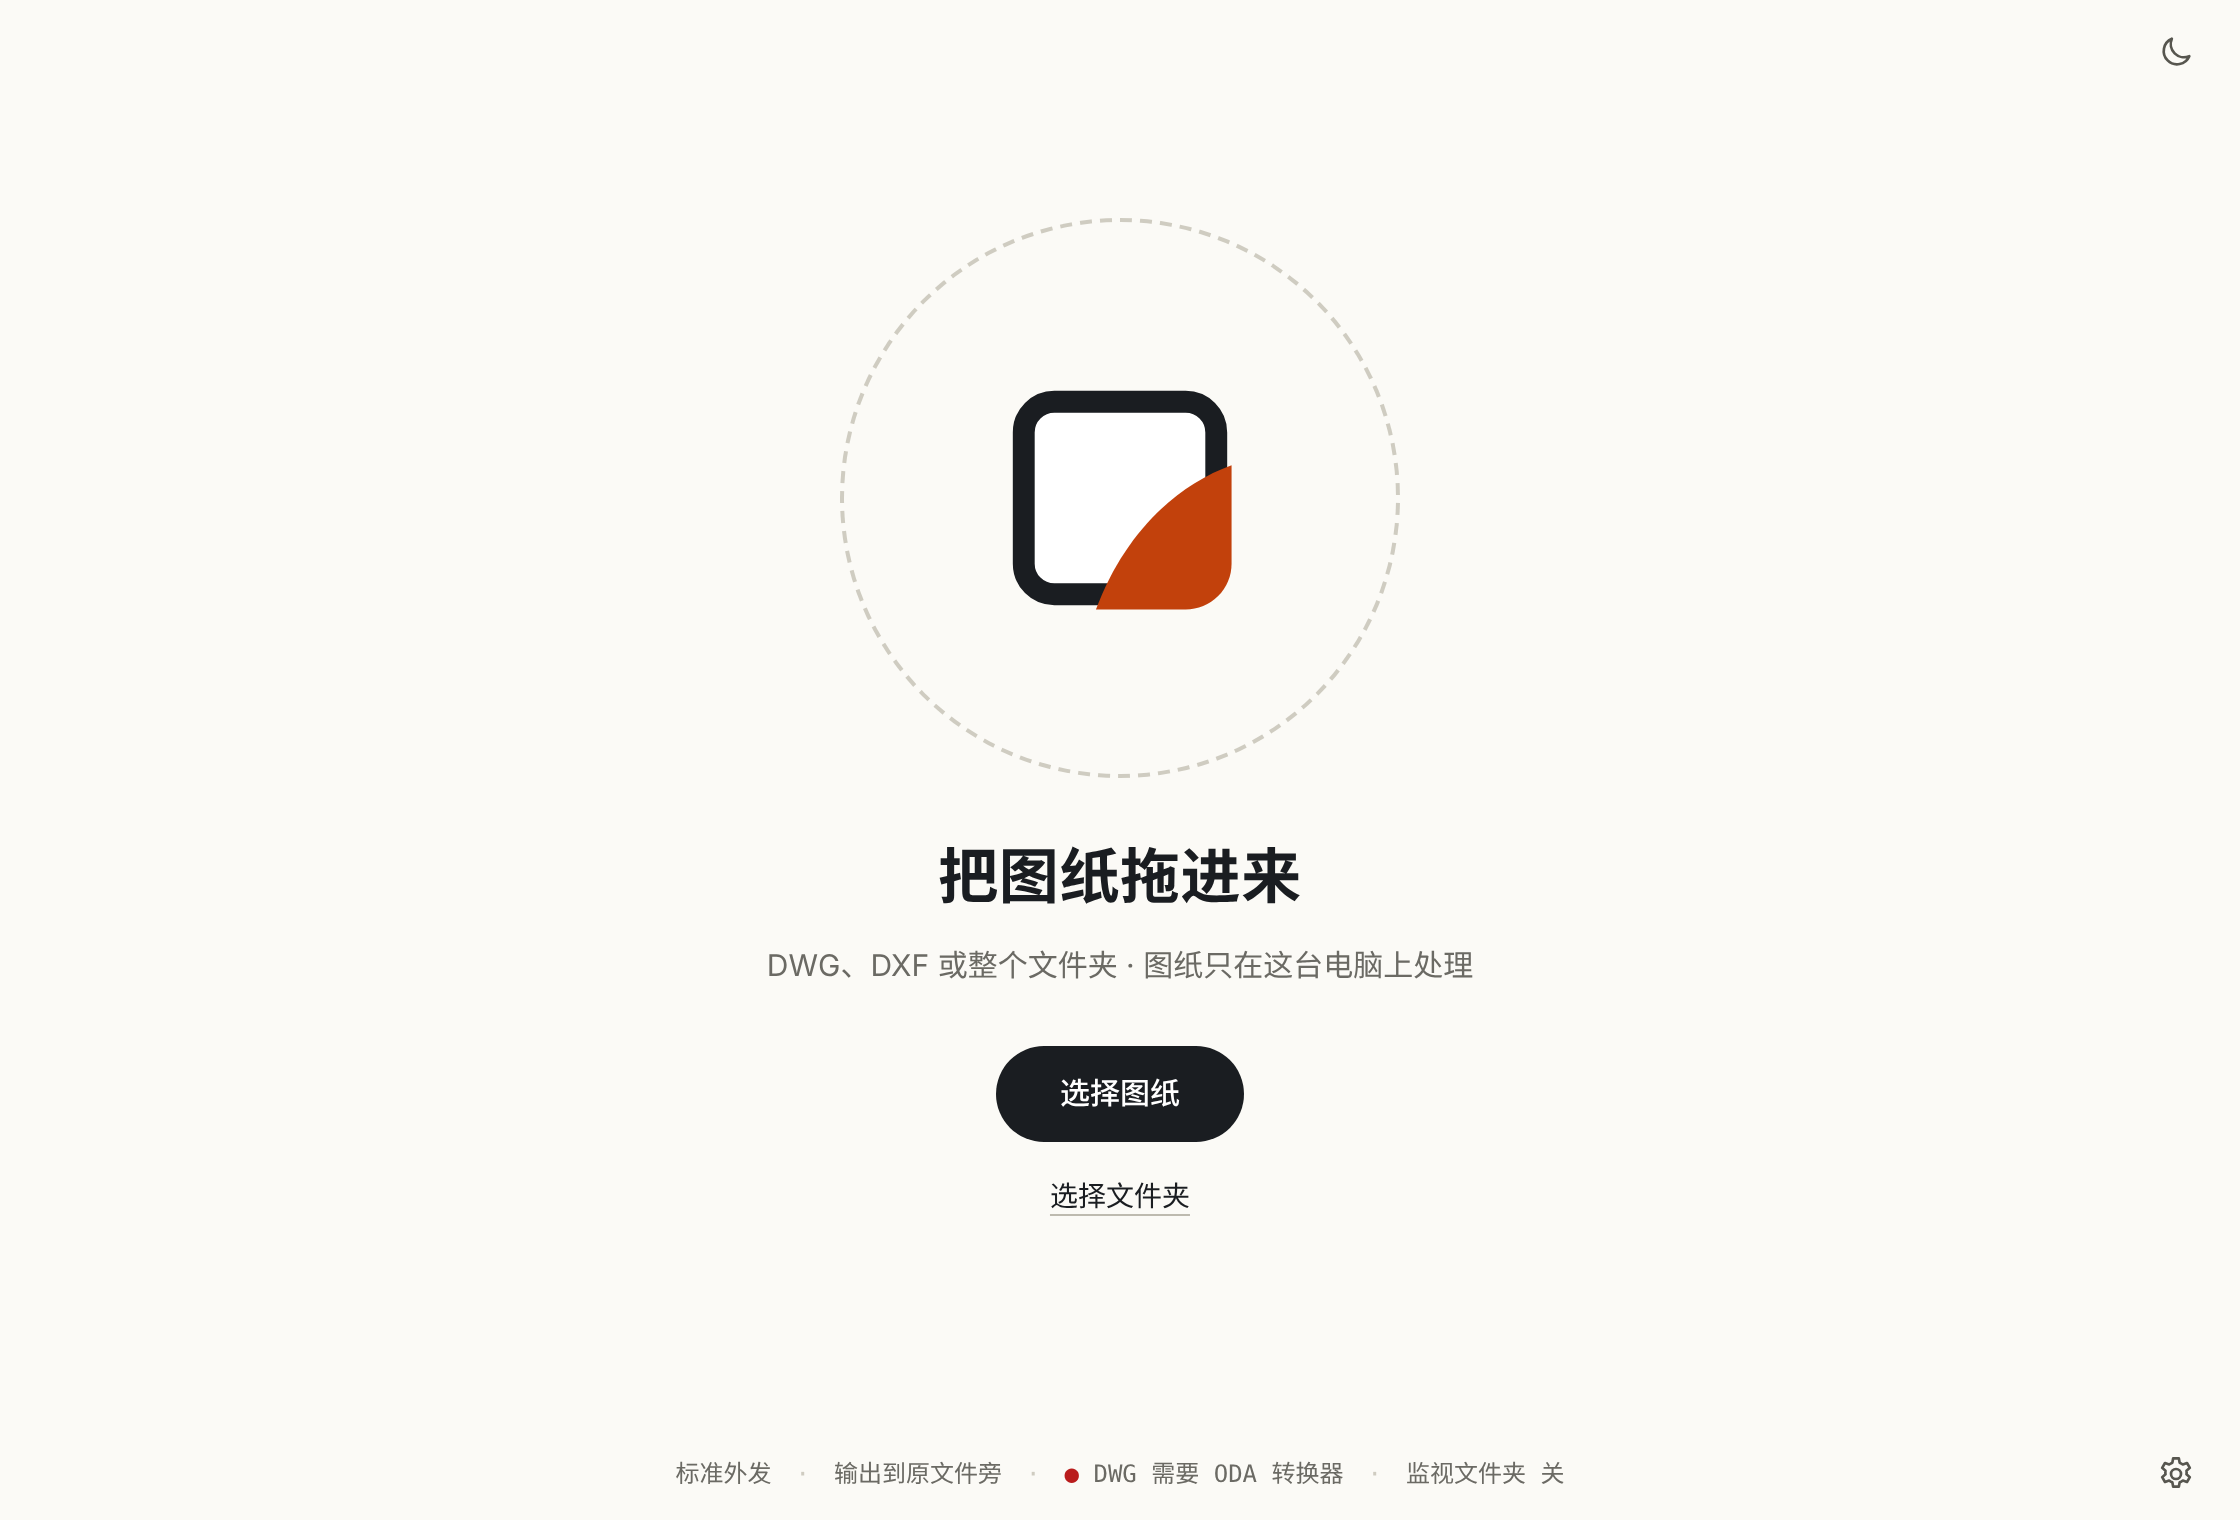 把图纸拖进来
DWG、DXF 或整个文件夹 · 图纸只在这台电脑上处理
选择图纸
选择文件夹
标准外发 · 输出到原文件旁 · DWG 需要 ODA 转换器 · 监视文件夹 关